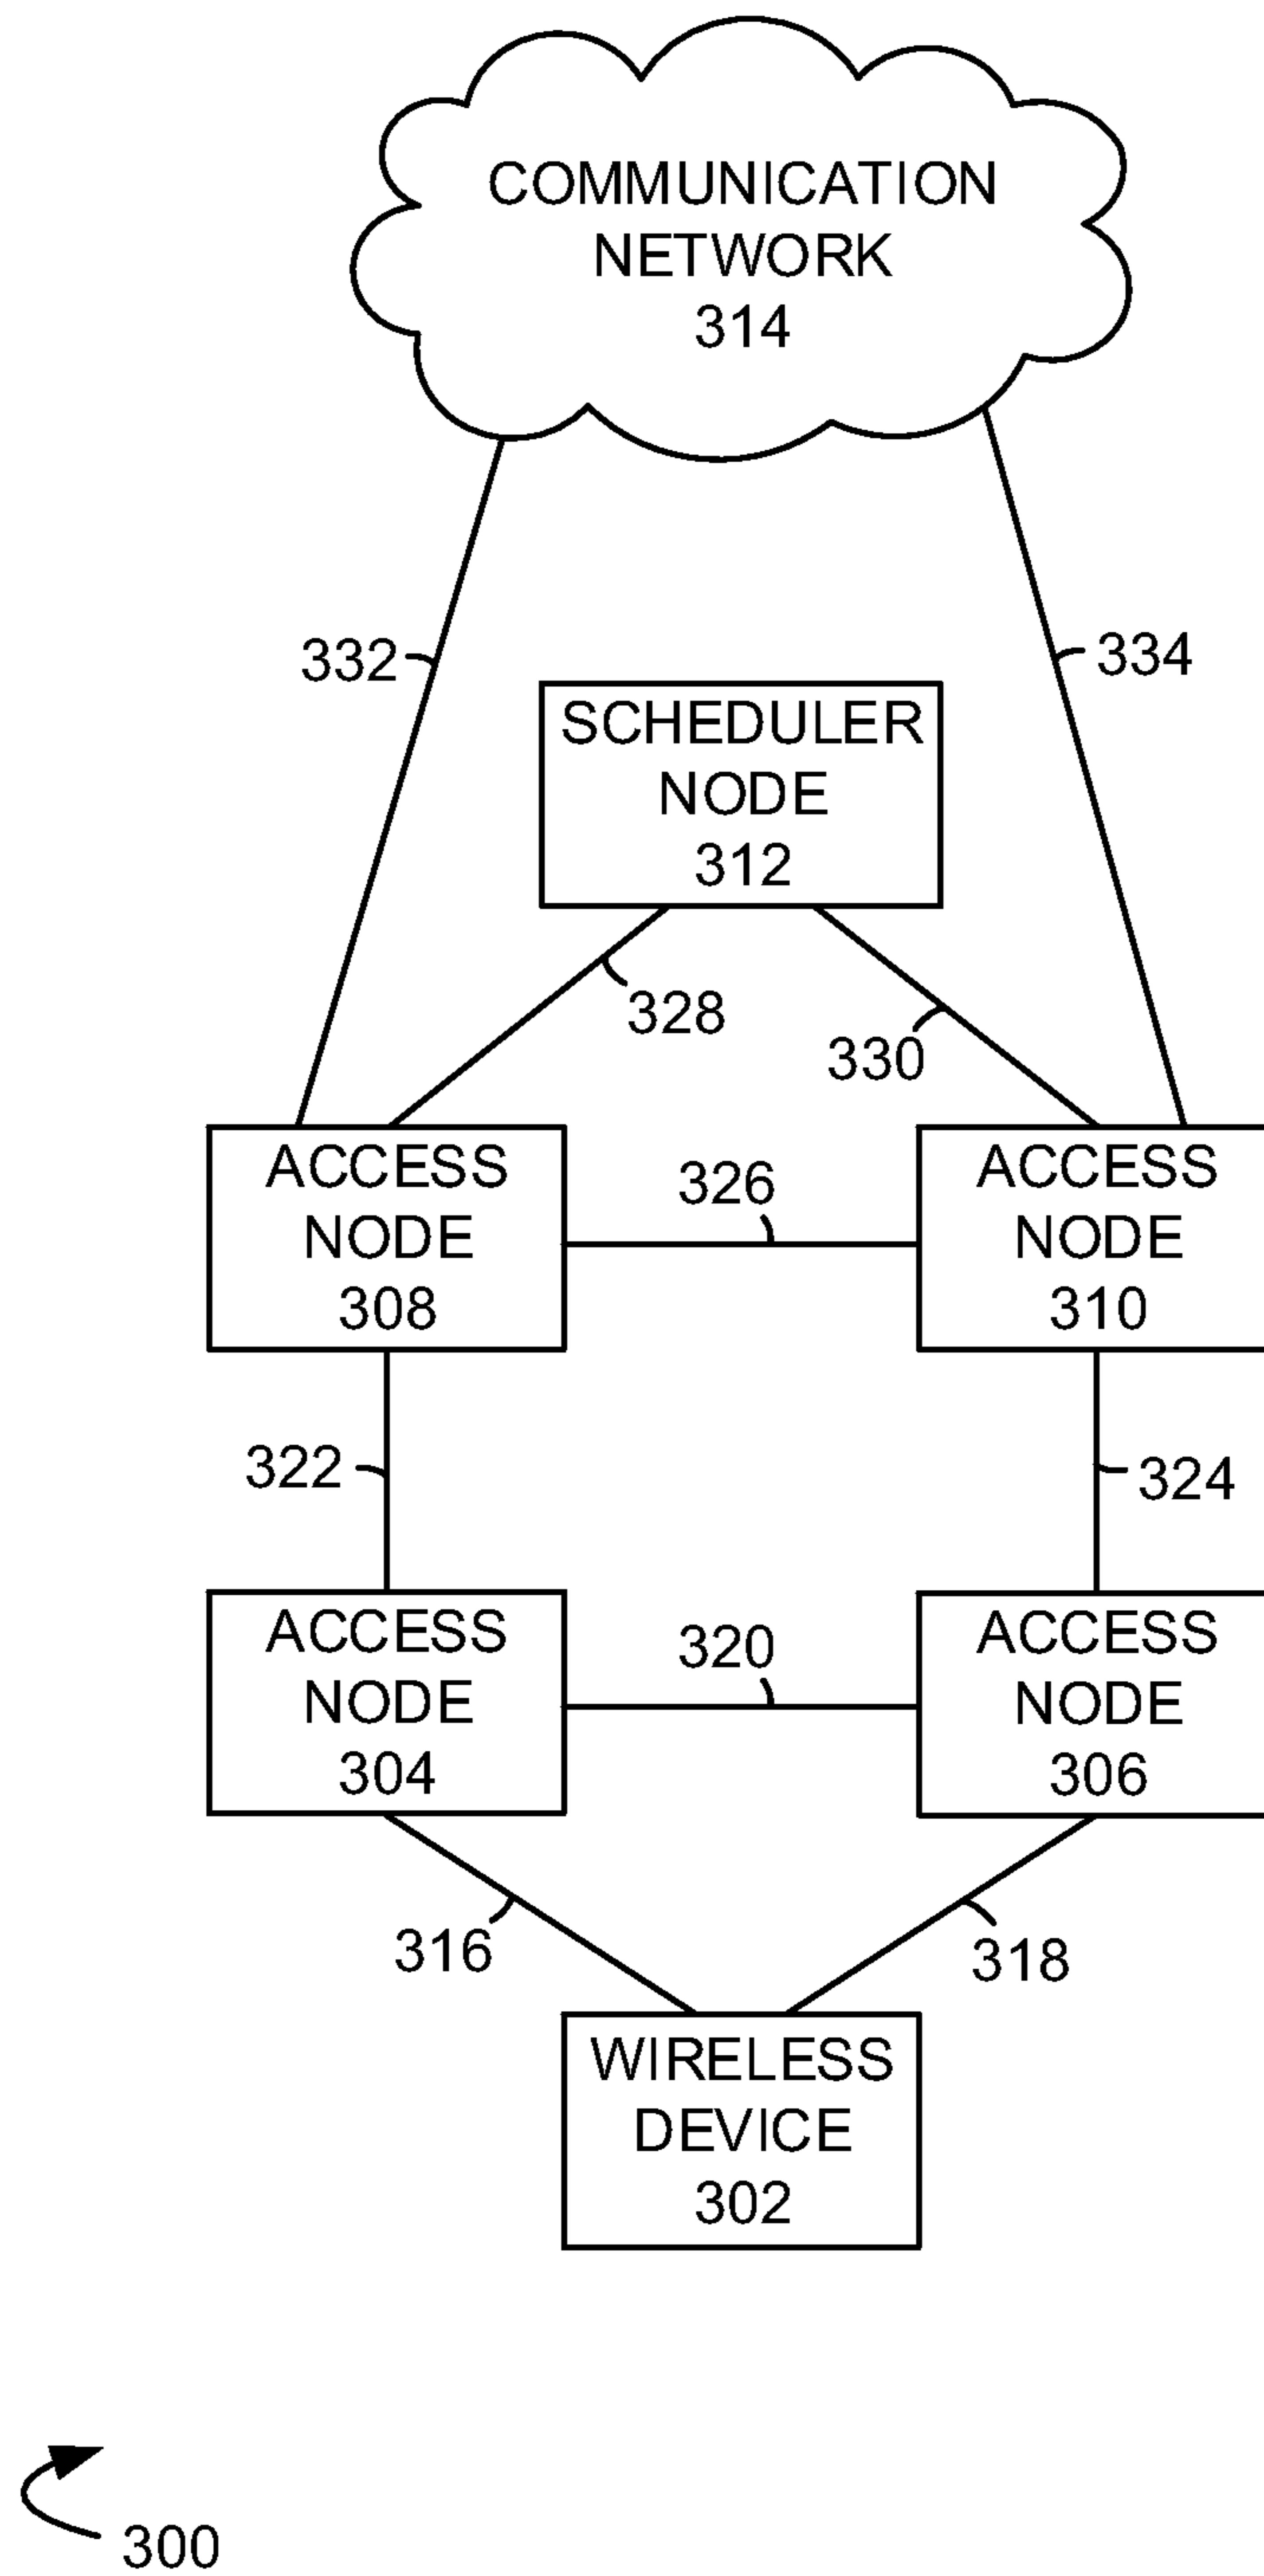 COMMUNICATION
NETWORK
314
332
334
SCHEDULER
NODE
312
328
330
ACCESS
NODE
308
326
ACCESS
NODE
310
322
324
ACCESS
NODE
304
320
ACCESS
NODE
306
316
318
WIRELESS
DEVICE
302
300